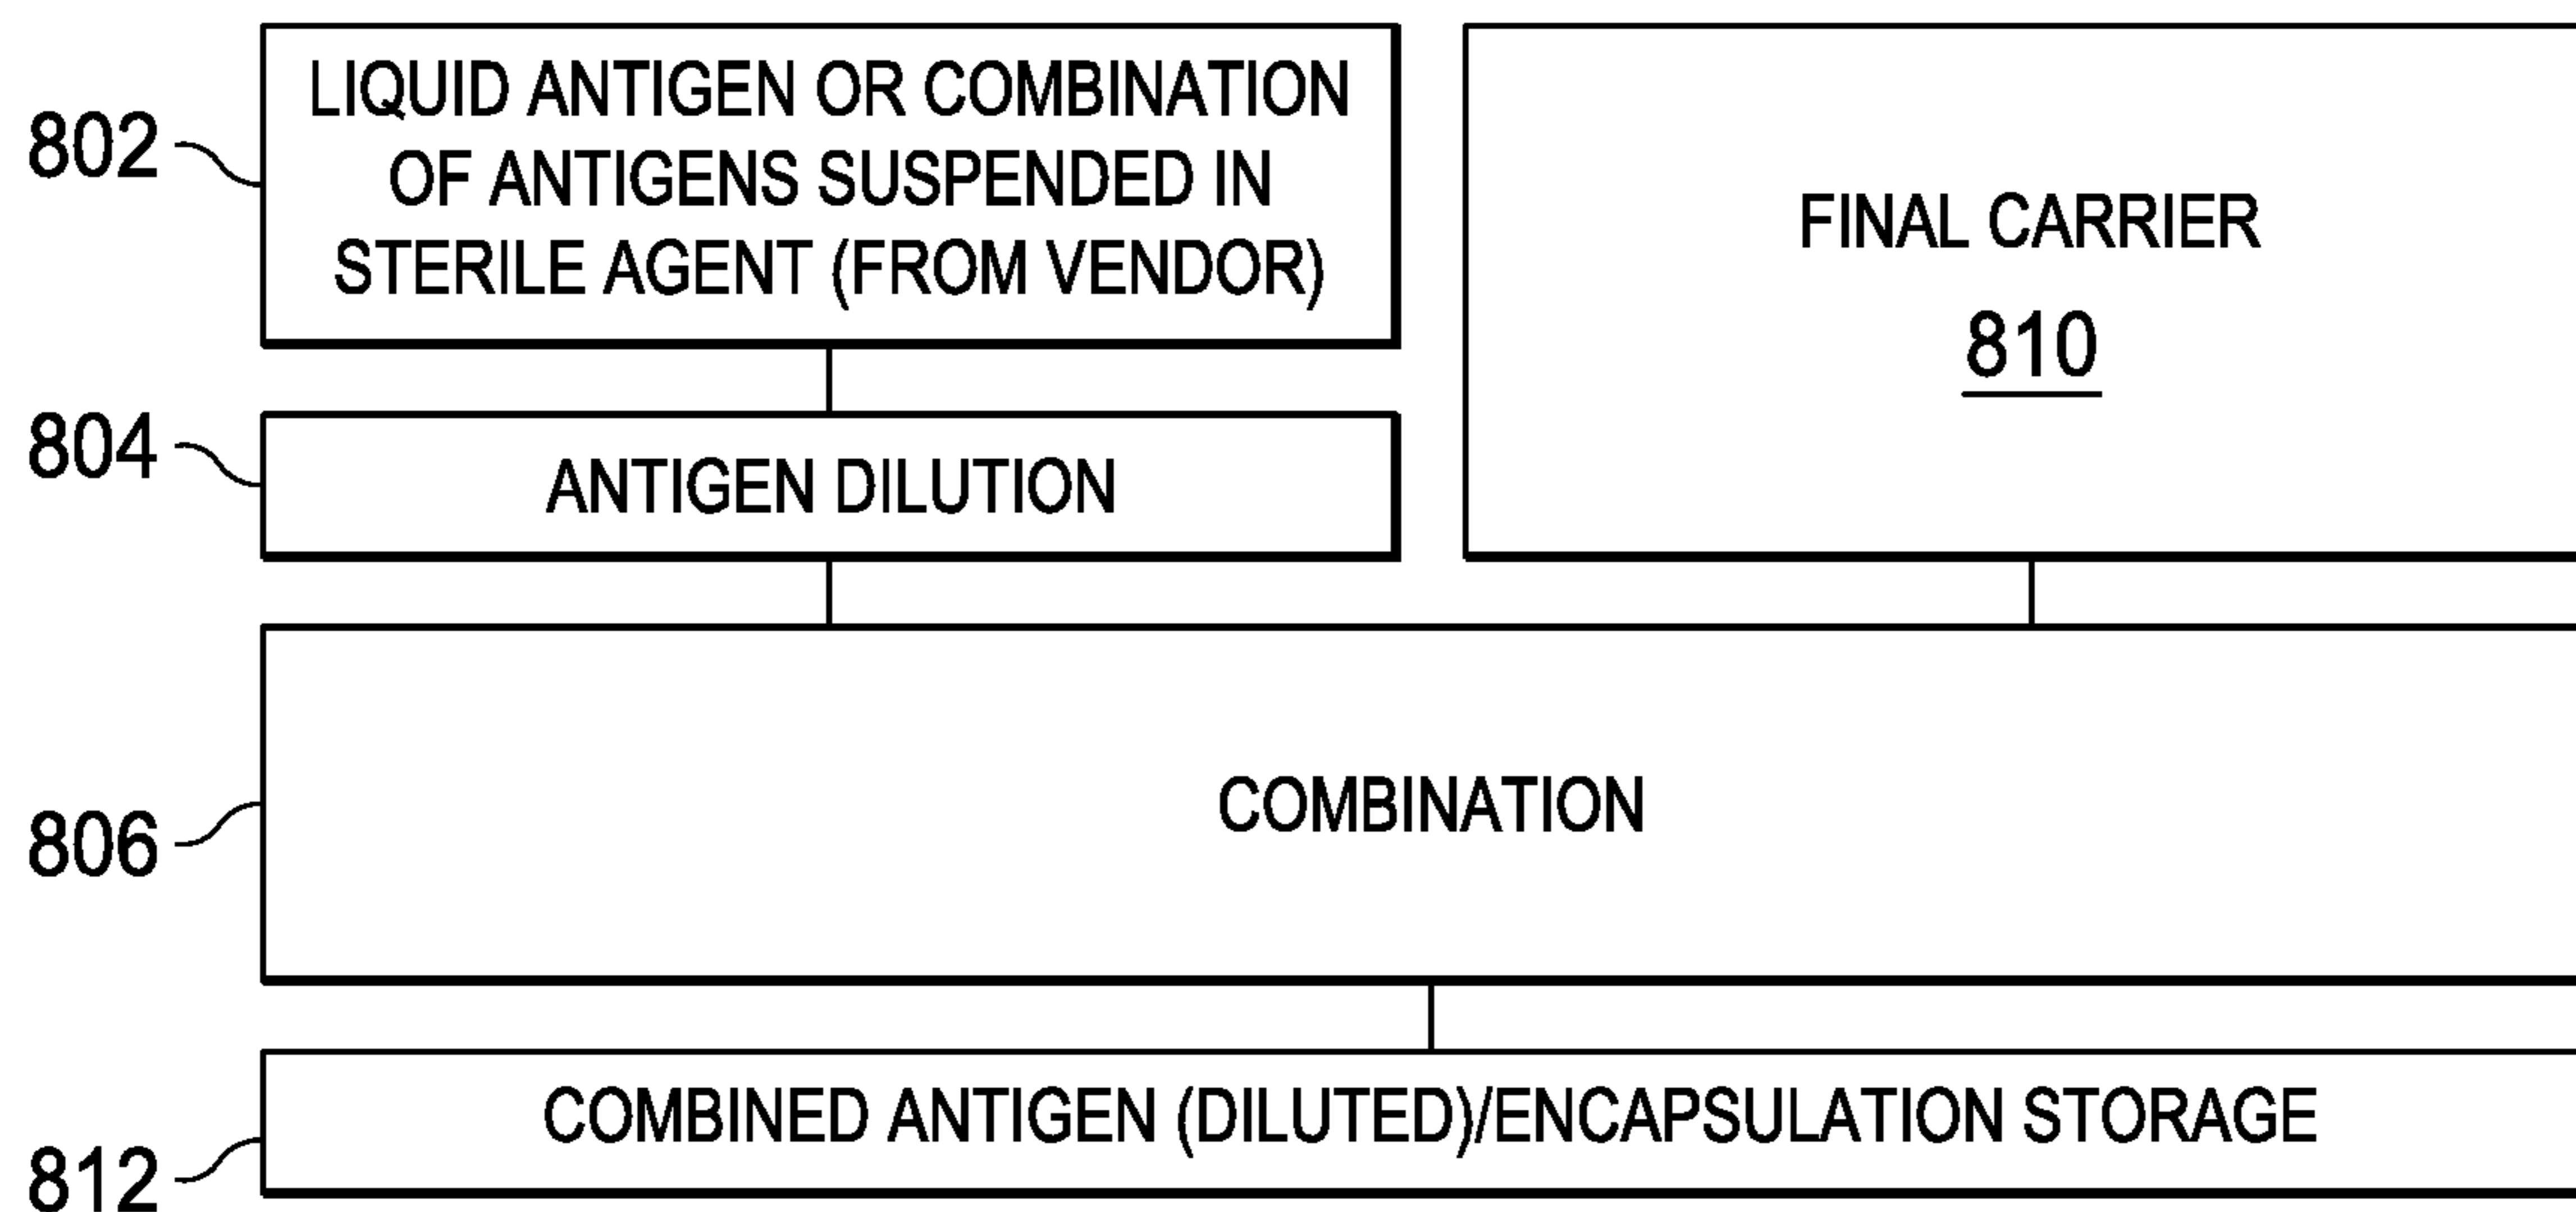 802
LIQUID ANTIGEN OR COMBINATION
OF ANTIGENS SUSPENDED IN
STERILE AGENT (FROM VENDOR)
FINAL CARRIER
810
804
ANTIGEN DILUTION
806
COMBINATION
812
COMBINED ANTIGEN (DILUTED)/ENCAPSULATION STORAGE